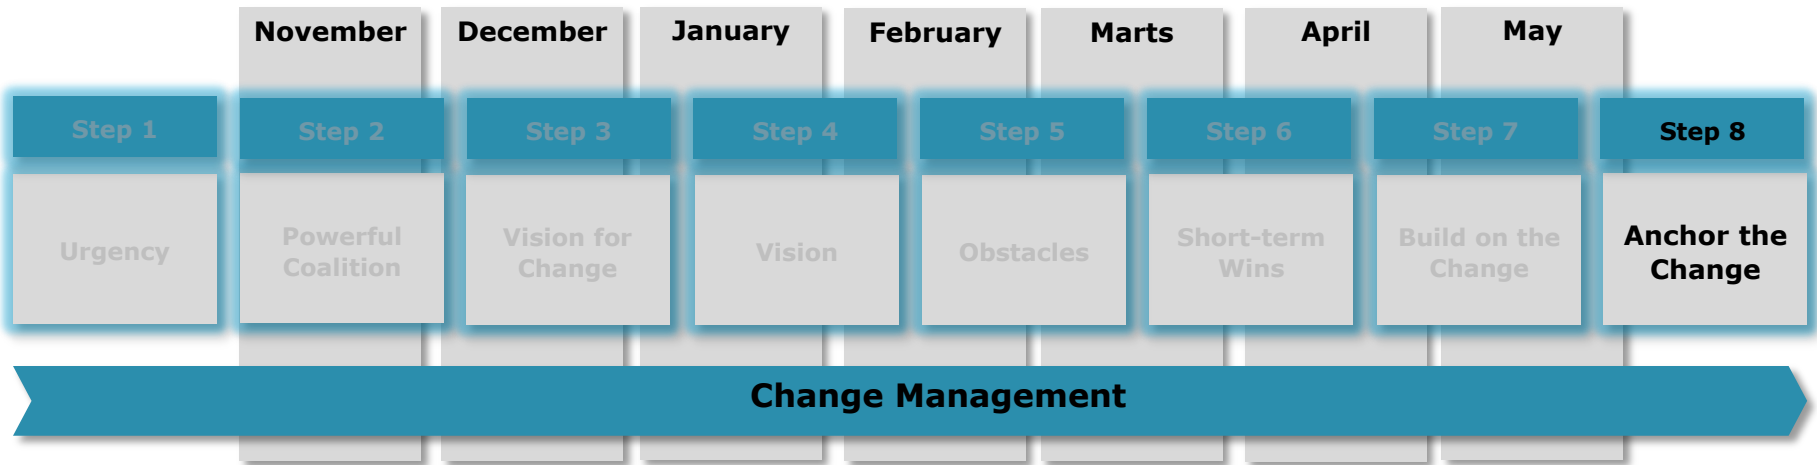 November
December
January
February
Marts
April
May
Step 1
Step 2
Step 3
Step 4
Step 5
Step 6
Step 7
Step 8
Urgency
Powerful
Coalition
Vision for
Change
Vision
Obstacles
Short-term
Wins
Build on the
Change
Anchor the
Change
Change Management